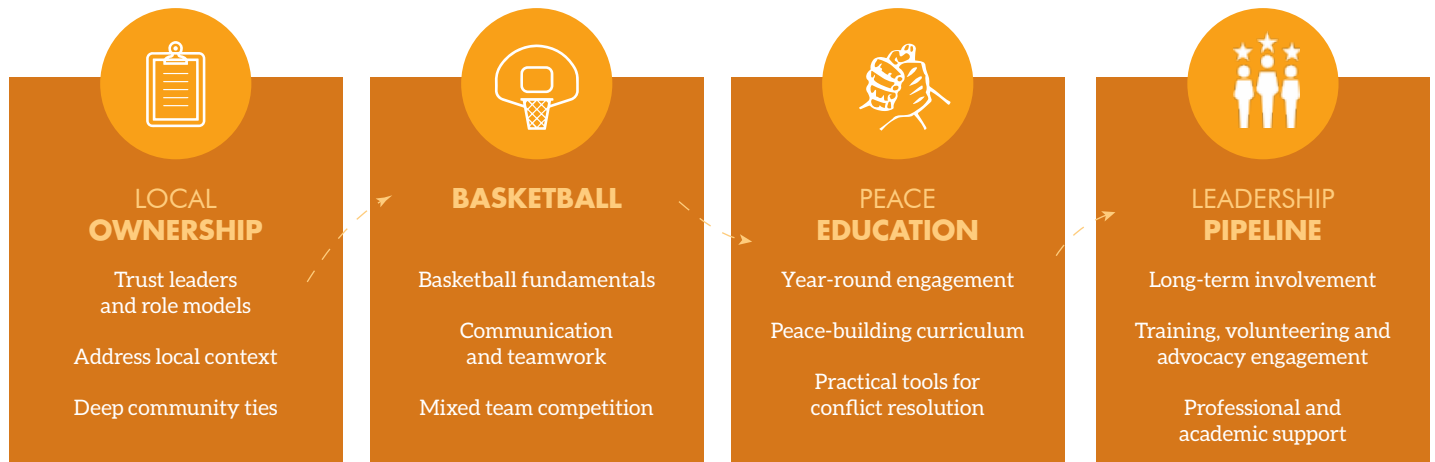 LOCAL
OWNERSHIP
Trust leaders
and role models
Address local context
Deep community ties
BASKETBALL
Basketball fundamentals
Communication
and teamwork
Mixed team competition
PEACE
EDUCATION
Year-round engagement
Peace-building curriculum
Practical tools for
conflict resolution
LEADERSHIP
PIPELINE
Long-term involvement
Training, volunteering and
advocacy engagement
Professional and
academic support